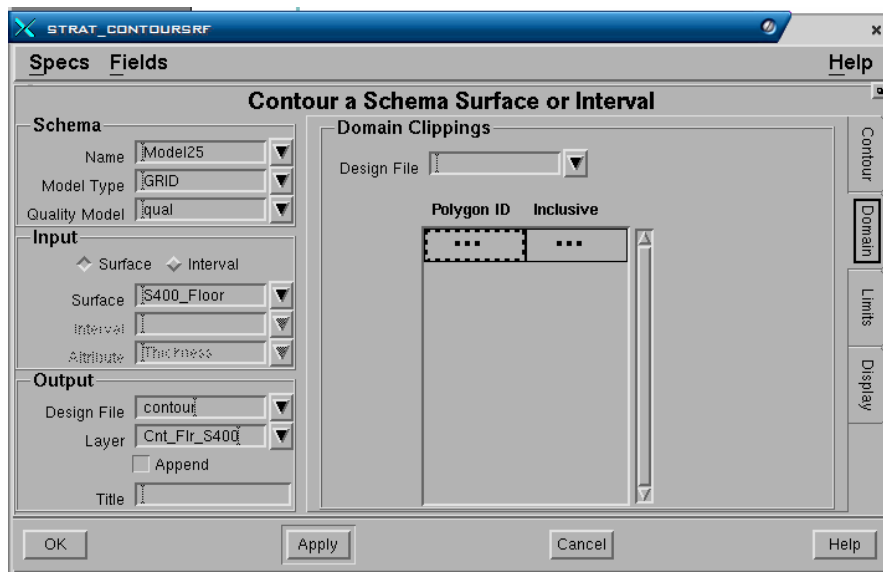 STRAT_CONTOURSRF
Specs Fields Help
Contour a Schema Surface or Interval
Schema
Name Model25
Model Type GRID
Quality Model qual
Input
Surface Interval
Surface S400_Floor
Interval
Attribute Thickness
Output
Design File contour
Layer Cnt_Flr_S400
Append
Title
Domain Clippings
Design File
Polygon ID Inclusive
... ...
Contour
Domain
Limits
Display
OK Apply Cancel Help